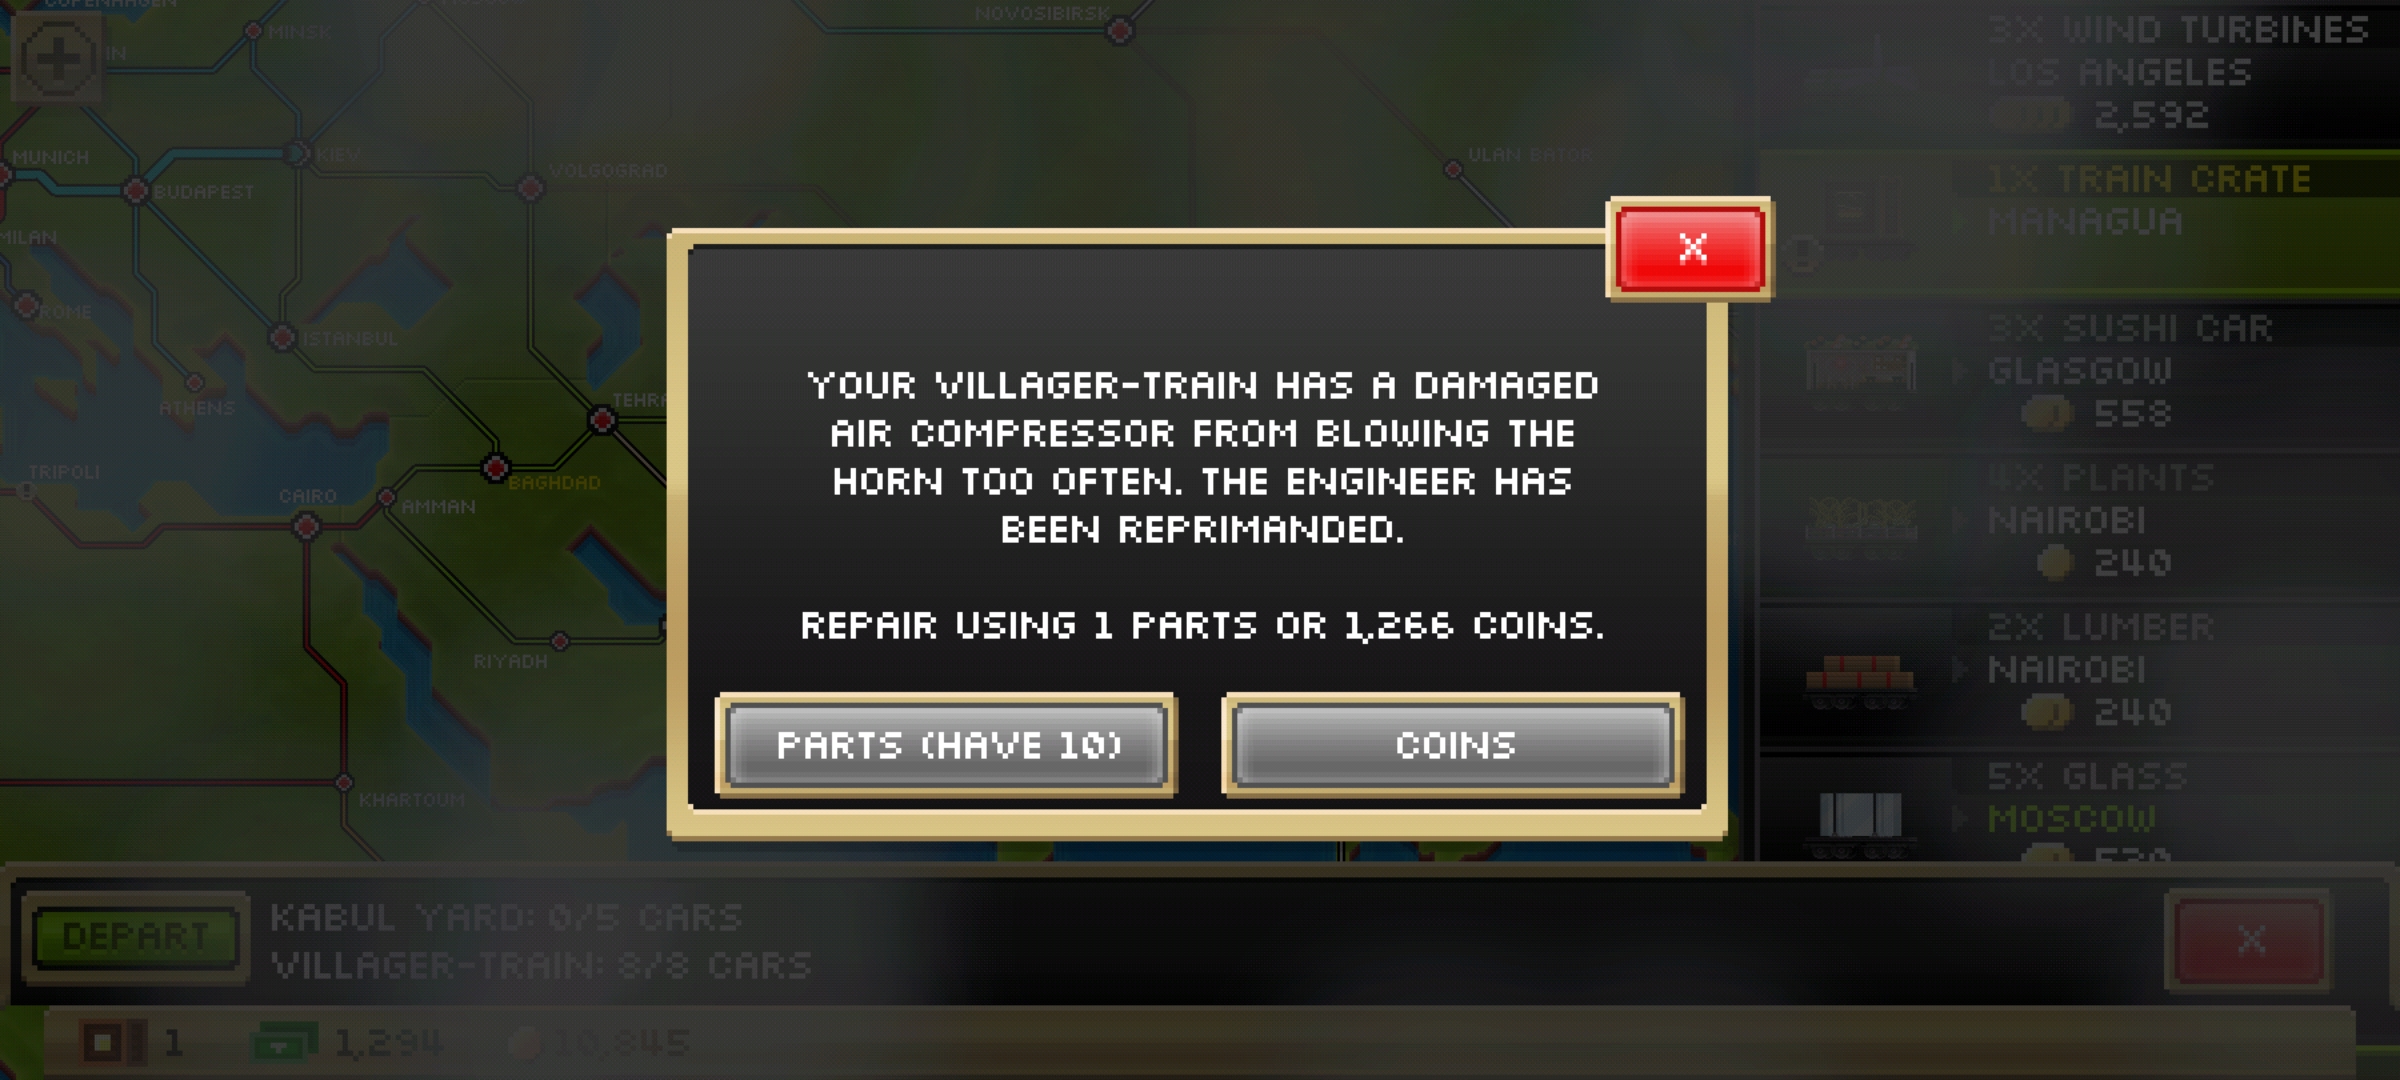 COPENHAGEN
MINSK
NOVOSIBIRSK
MUNICH
KIEV
BUDAPEST
VOLGOGRAD
ULAN BATOR
MILAN
ROME
ISTANBUL
ATHENS
TRIPOLI
CAIRO
AMMAN
BAGHDAD
RIYADH
KHARTOUM
X
YOUR VILLAGER-TRAIN HAS A DAMAGED
AIR COMPRESSOR FROM BLOWING THE
HORN TOO OFTEN. THE ENGINEER HAS
BEEN REPRIMANDED.
REPAIR USING 1 PARTS OR 1,266 COINS.
PARTS (HAVE 10)
COINS
3X WIND TURBINES
LOS ANGELES
2,592
1X TRAIN CRATE
MANAGUA
3X SUSHI CAR
GLASGOW
558
4X PLANTS
NAIROBI
240
2X LUMBER
NAIROBI
240
5X GLASS
MOSCOW
DEPART
KABUL YARD: 0/5 CARS
VILLAGER-TRAIN: 8/8 CARS
X
1
1,294
10,845